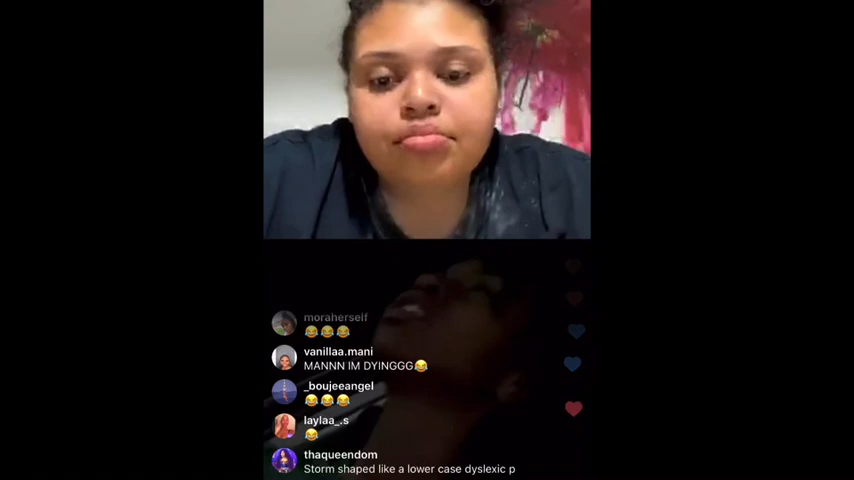 moraherself
😂😂😂
vanillaa.mani
MANNN IM DYINGGG😂
_boujeeangel
😂😂😂
laylaa_.s
😂
thaqueendom
Storm shaped like a lower case dyslexic p